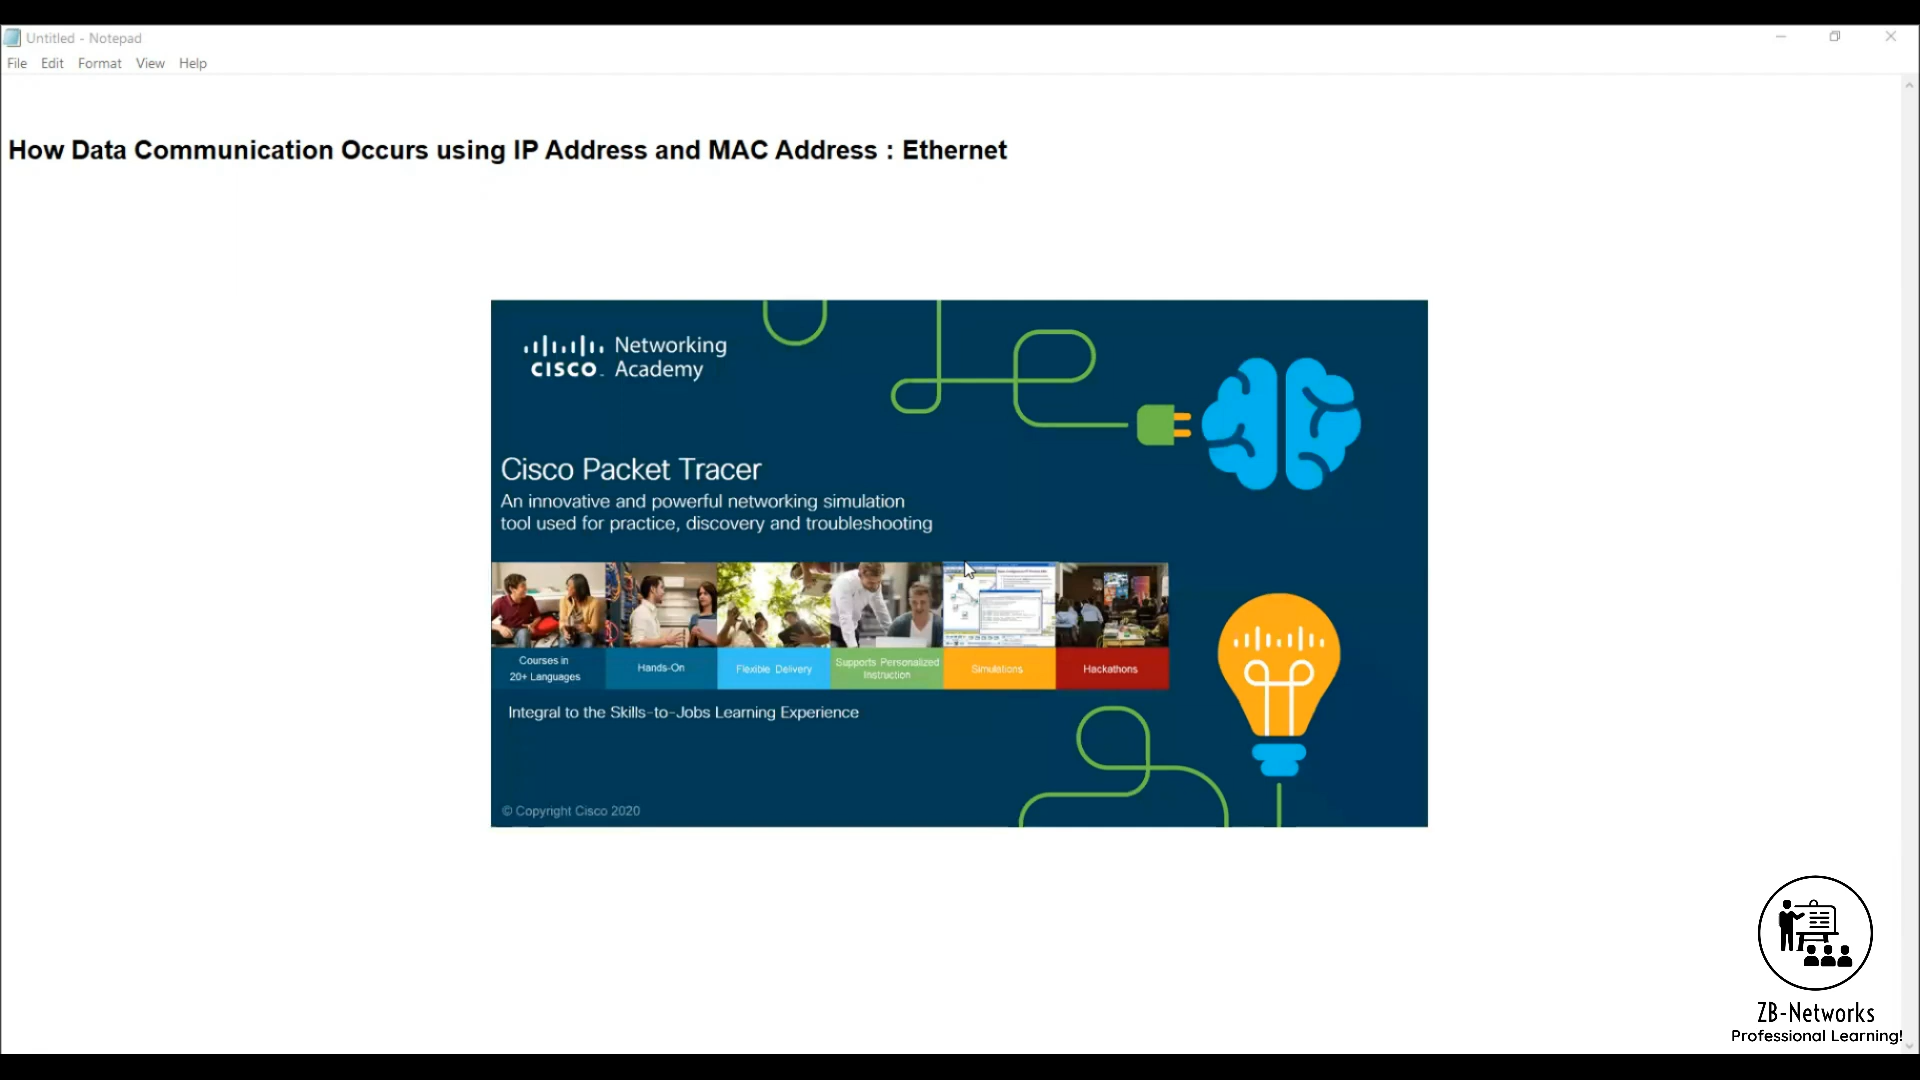 Untitled - Notepad
File Edit Format View Help
How Data Communication Occurs using IP Address and MAC Address : Ethernet
CISCO Networking
Academy
Cisco Packet Tracer
An innovative and powerful networking simulation
tool used for practice, discovery and troubleshooting
Courses in
20+ Languages
Hands-On
Flexible Delivery
Supports Personalized
Instruction
Simulations
Hackathons
Integral to the Skills-to-Jobs Learning Experience
© Copyright Cisco 2020
ZB-Networks
Professional Learning!